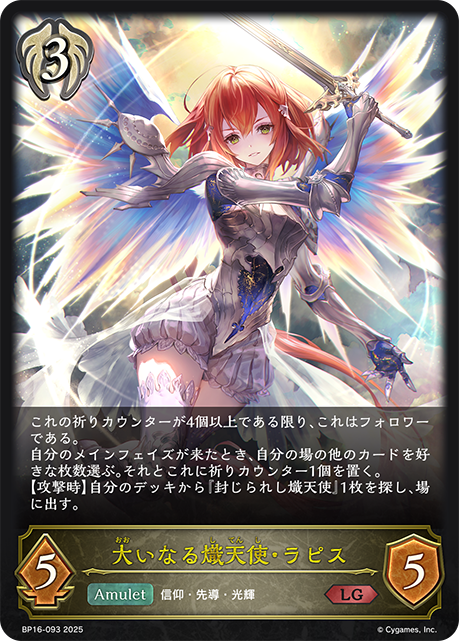 3
これの祈りカウンターが4個以上である限り、これはフォロワー
である。
自分のメインフェイズが来たとき、自分の場の他のカードを好
きな枚数選ぶ。それとこれに祈りカウンター1個を置く。
【攻撃時】自分のデッキから『封じられし熾天使』1枚を探し、場
に出す。
おお してんし
大いなる熾天使・ラピス
5
5
Amulet 信仰・先導・光輝 LG
BP16-093 2025 © Cygames, Inc.